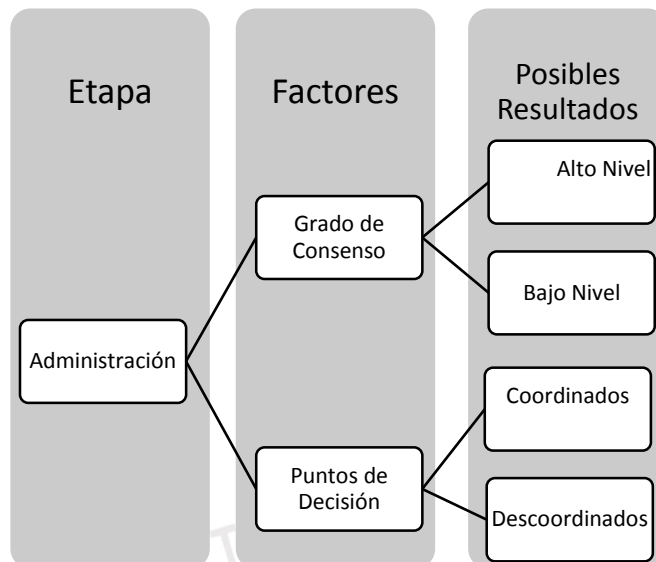 Etapa
Factores
Posibles
Resultados
Alto Nivel
Grado de
Consenso
Bajo Nivel
Administración
Coordinados
Puntos de
Decisión
Descoordinados